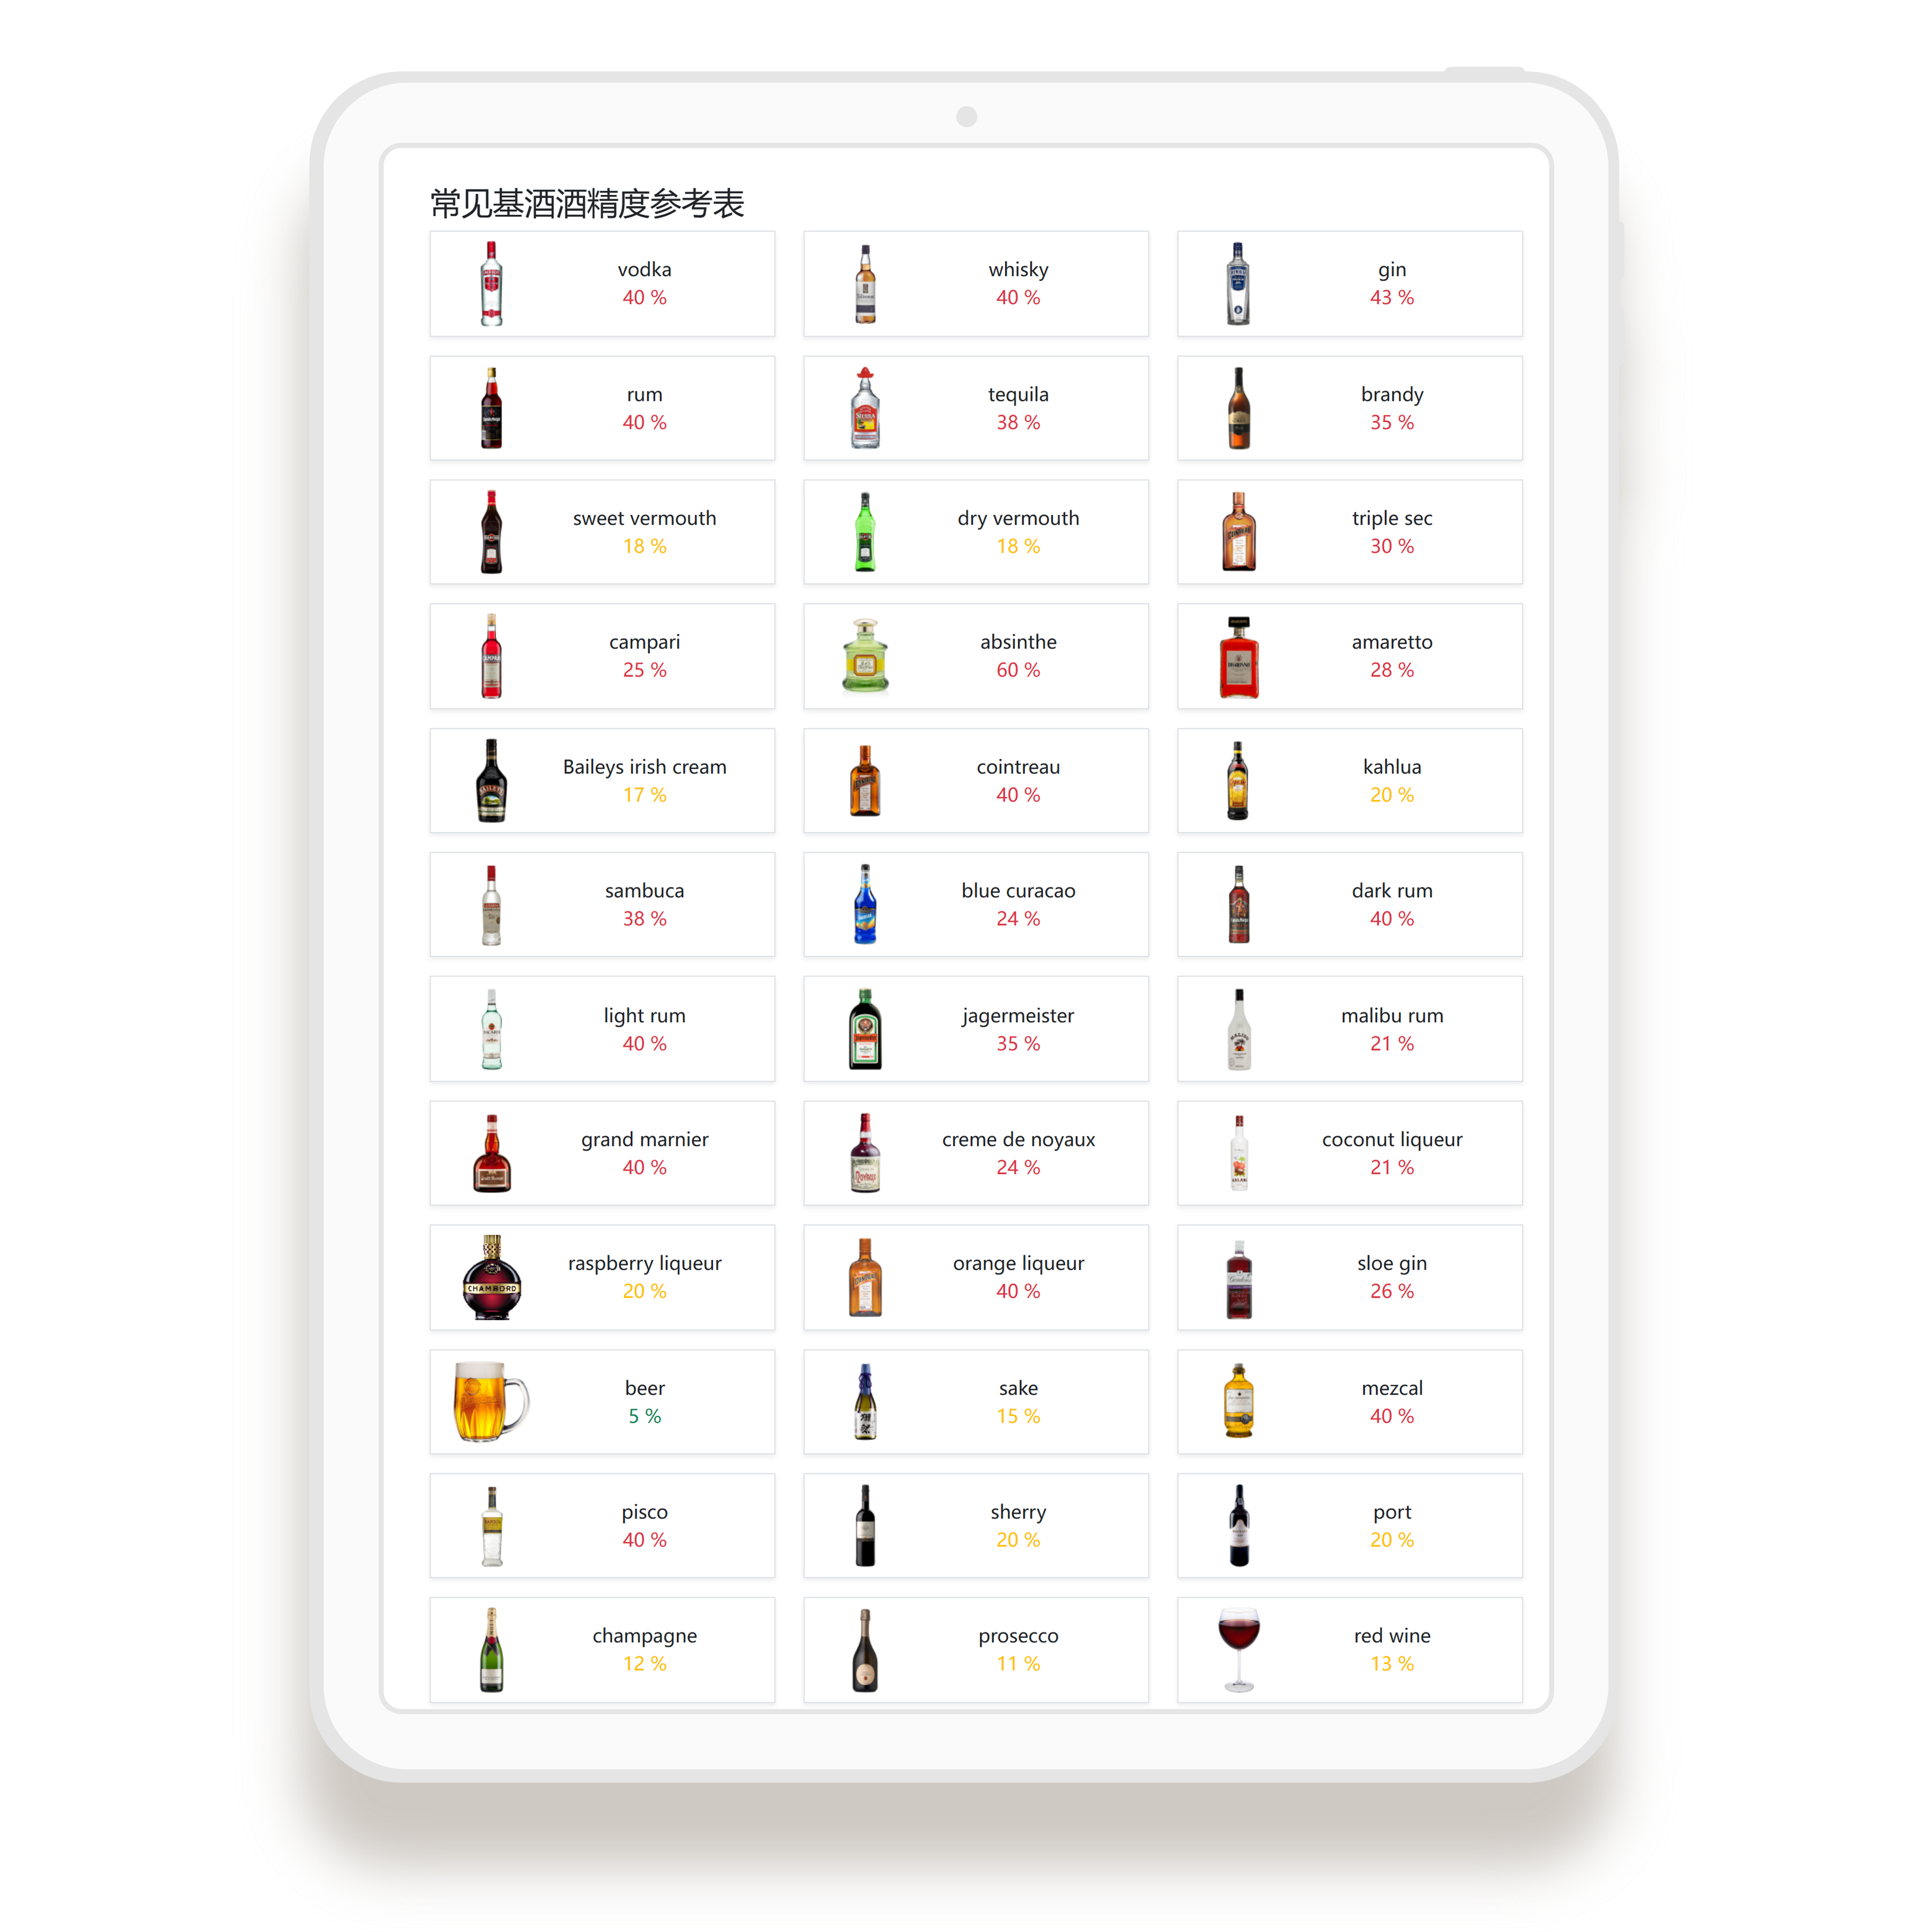 常见基酒酒精度参考表
vodka
40 %
whisky
40 %
gin
43 %
rum
40 %
tequila
38 %
brandy
35 %
sweet vermouth
18 %
dry vermouth
18 %
triple sec
30 %
campari
25 %
absinthe
60 %
amaretto
28 %
Baileys irish cream
17 %
cointreau
40 %
kahlua
20 %
sambuca
38 %
blue curacao
24 %
dark rum
40 %
light rum
40 %
jagermeister
35 %
malibu rum
21 %
grand marnier
40 %
creme de noyaux
24 %
coconut liqueur
21 %
CHAMBORD
raspberry liqueur
20 %
orange liqueur
40 %
sloe gin
26 %
beer
5 %
sake
15 %
mezcal
40 %
pisco
40 %
sherry
20 %
port
20 %
champagne
12 %
prosecco
11 %
red wine
13 %